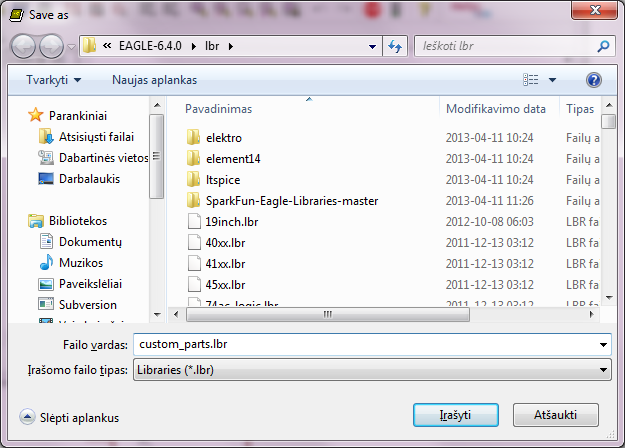 Save as
« EAGLE-6.4.0 lbr
Ieškoti lbr
Tvarkyti Naujas aplankas
Parankiniai
Atsisiųsti failai
Dabartinės vietos
Darbalaukis
Bibliotekos
Dokumentų
Muzikos
Paveikslėliai
Subversion
Pavadinimas Modifikavimo data Tipas
elektro 2013-04-11 10:24 Failų a
element14 2013-04-11 10:24 Failų a
ltspice 2013-04-11 10:24 Failų a
SparkFun-Eagle-Libraries-master 2013-04-11 11:26 Failų a
19inch.lbr 2012-10-08 06:03 LBR fa
40xx.lbr 2011-12-13 03:12 LBR fa
41xx.lbr 2011-12-13 03:12 LBR fa
45xx.lbr 2011-12-13 03:12 LBR fa
74ac-logic.lbr 2011-12-13 03:12 LBR fa
Failo vardas: custom_parts.lbr
Įrašomo failo tipas: Libraries (*.lbr)
Slėpti aplankus
Įrašyti Atšaukti